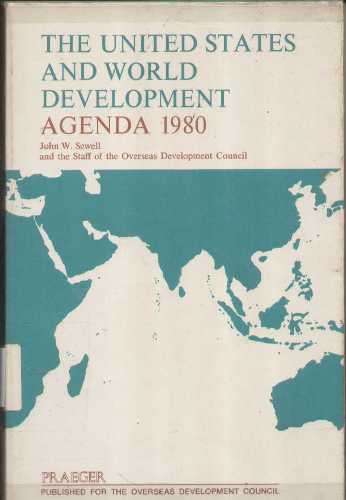 THE UNITED STATES
AND WORLD
DEVELOPMENT
AGENDA 1980
John W. Sewell
and the Staff of the Overseas Development Council
PRAEGER
PUBLISHED FOR THE OVERSEAS DEVELOPMENT COUNCIL